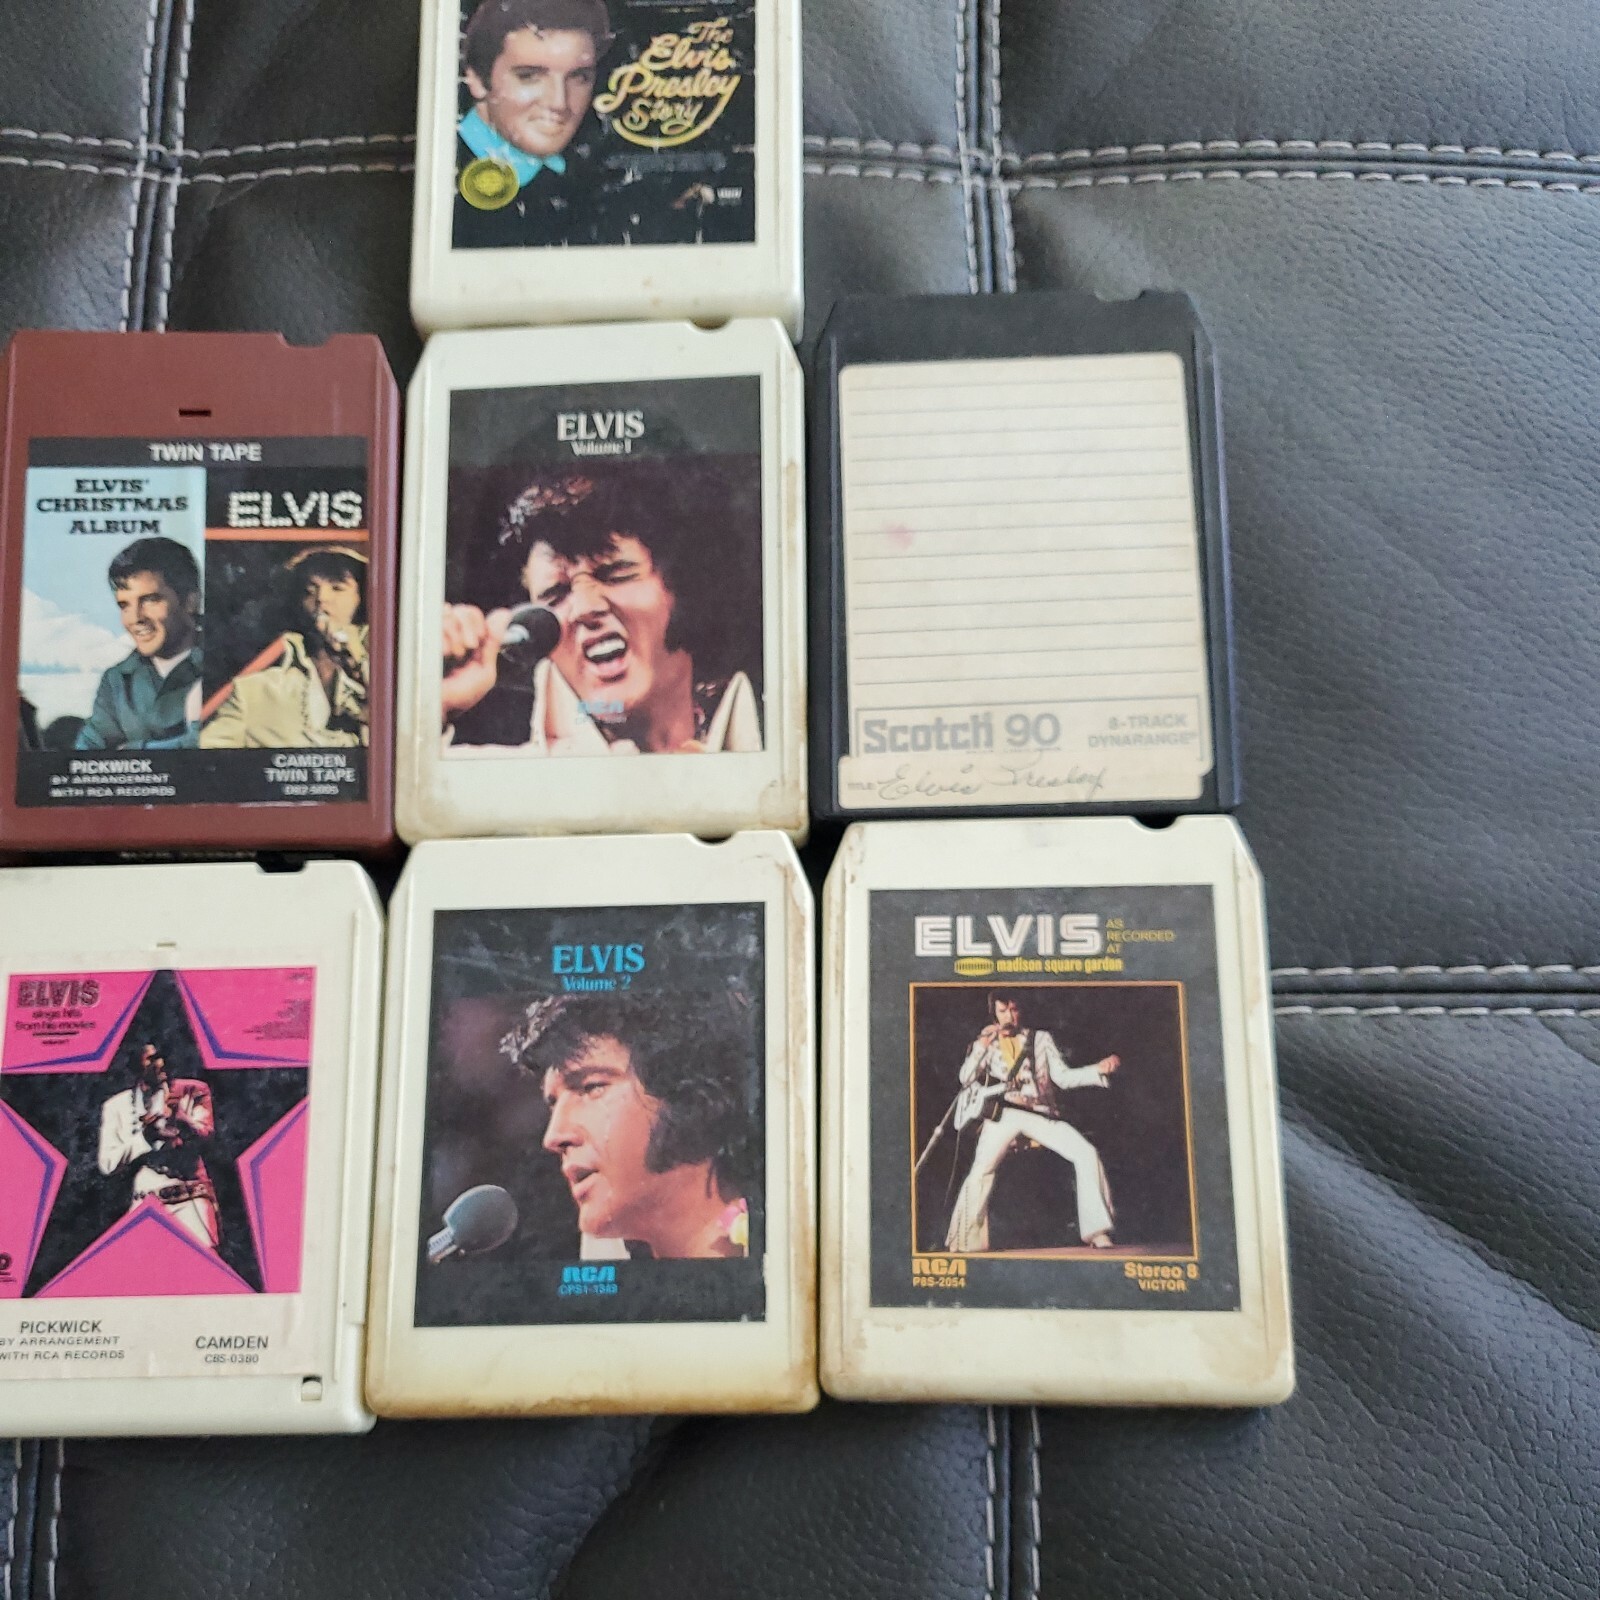 The
Elvis
Presley
Story
TWIN TAPE
ELVIS'
CHRISTMAS
ALBUM
ELVIS
PICKWICK
BY ARRANGEMENT
WITH RCA RECORDS
CAMDEN
TWIN TAPE
ELVIS
Volume 1
RCA
Scotch 90
8-TRACK
DYNARANGE
TITLE Elvis Presley
ELVIS
sings hits
from his movies
PICKWICK
BY ARRANGEMENT
WITH RCA RECORDS
CAMDEN
C8S-0380
ELVIS
Volume 2
RCA
CPS1-1349
ELVIS AS
RECORDED
AT
madison square garden
RCA
P8S-2054
Stereo 8
VICTOR